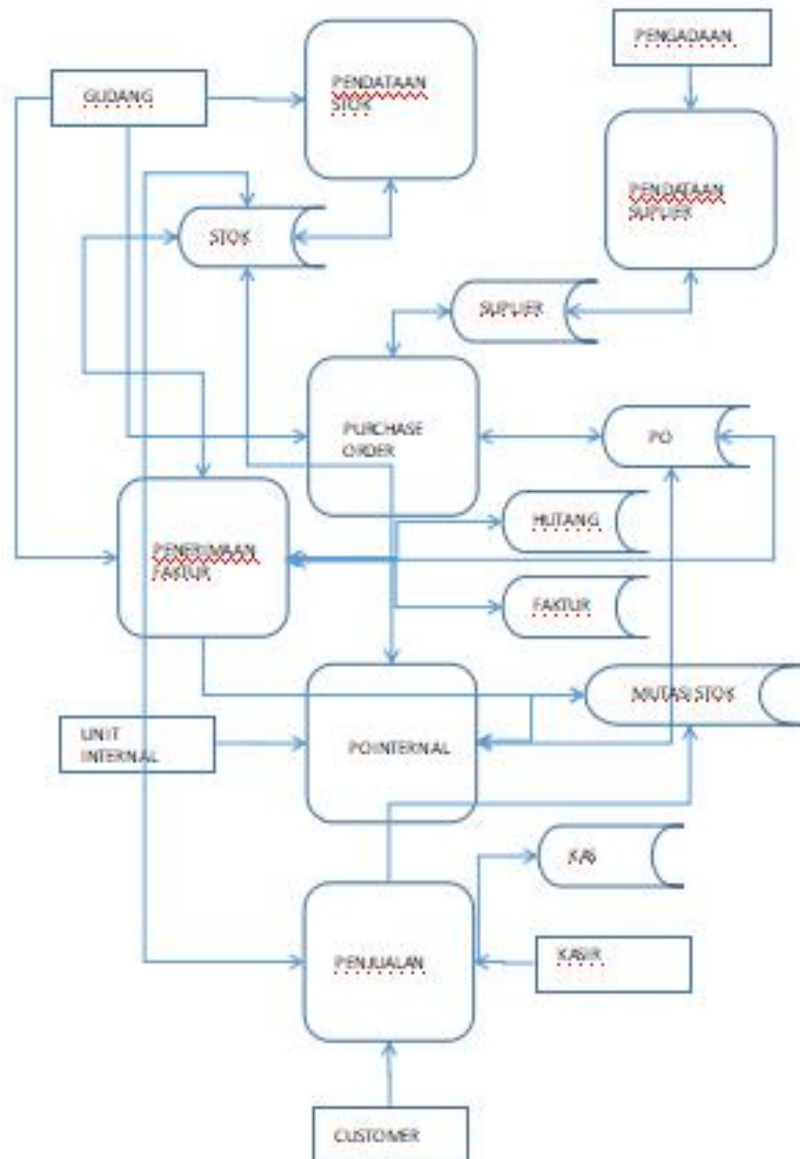 PENGADAAN
GUDANG
PENDATAAN
STOK
PENDATAAN
SUPLIER
STOK
SUPLIER
PURCHASE
ORDER
PO
HUTANG
PENERIMAAN
FAKTUR
FAKTUR
MUTASI STOK
UNIT
INTERNAL
PO INTERNAL
KAS
PENJUALAN
KASIR
CUSTOMER